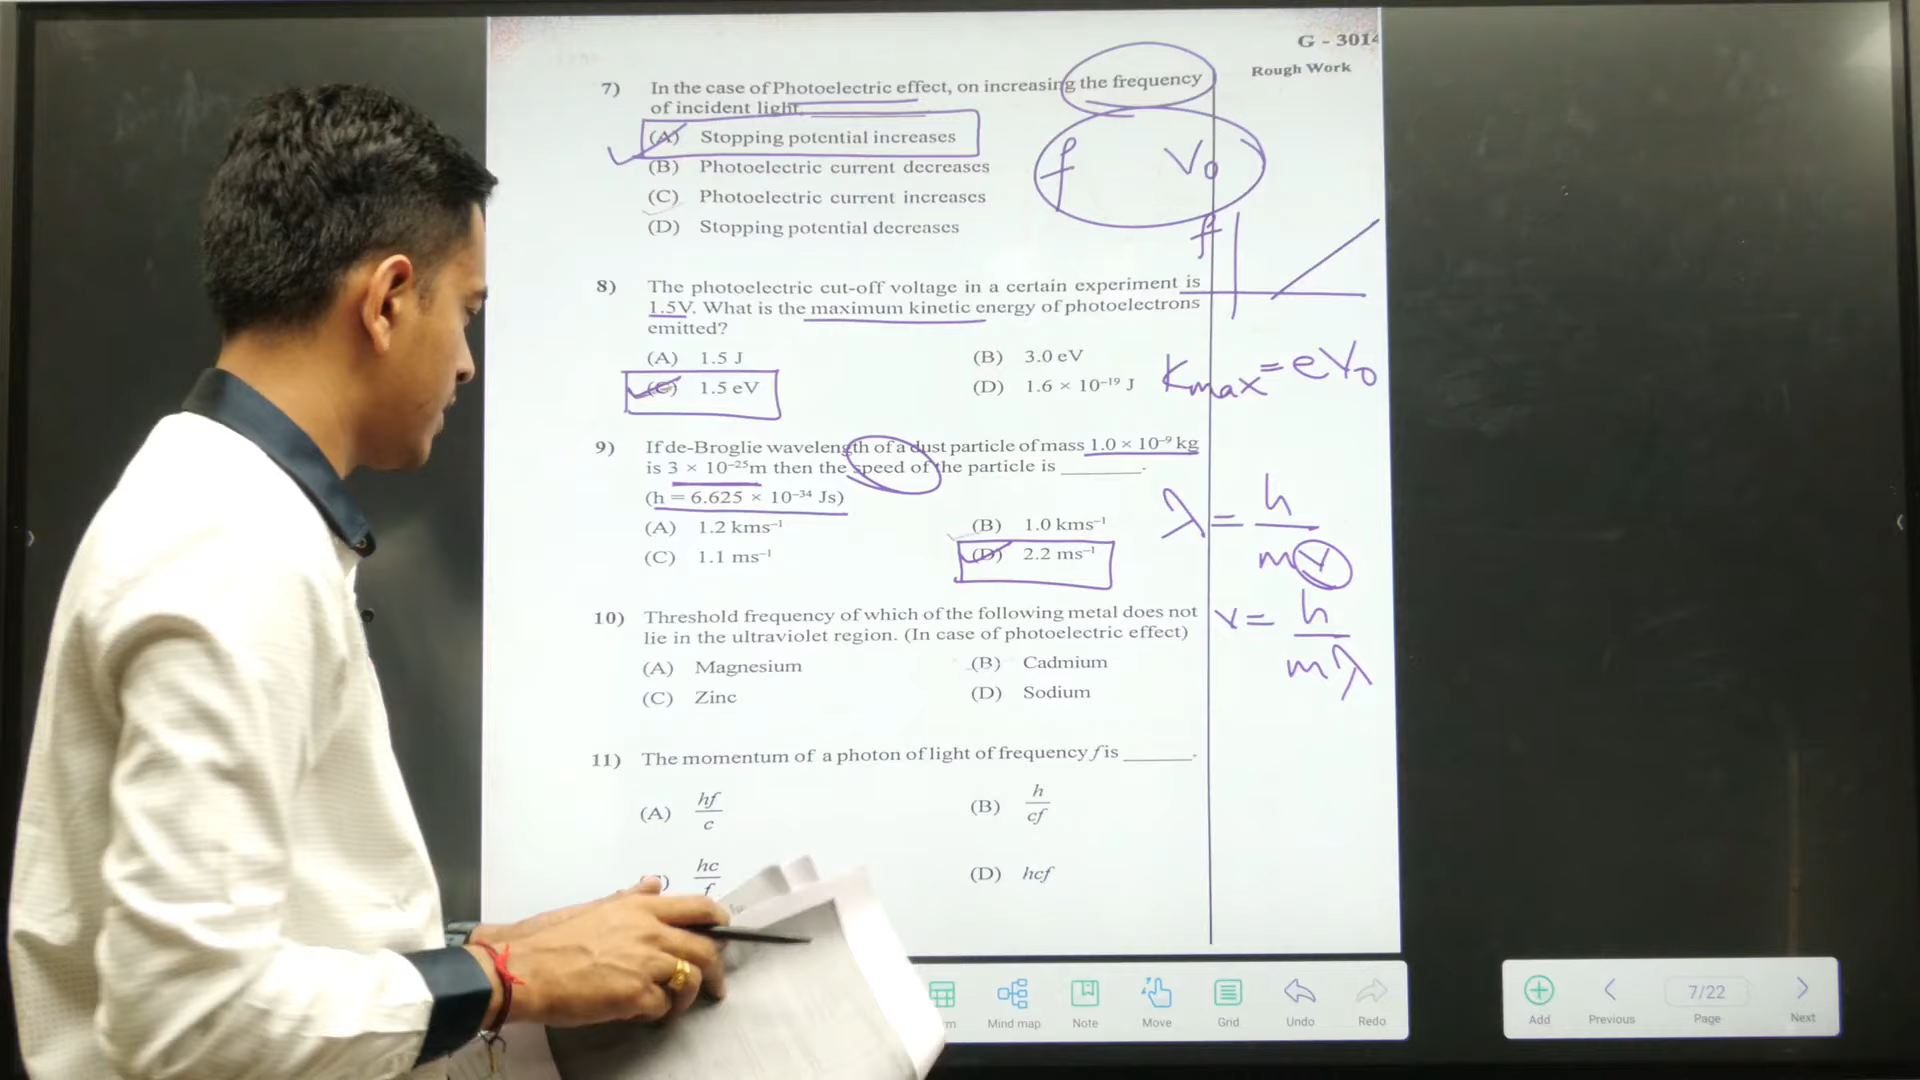 G - 3014
Rough Work
7) In the case of Photoelectric effect, on increasing the frequency
of incident light,
(A) Stopping potential increases
(B) Photoelectric current decreases
(C) Photoelectric current increases
(D) Stopping potential decreases
f V₀
f
8) The photoelectric cut-off voltage in a certain experiment is
1.5V. What is the maximum kinetic energy of photoelectrons
emitted?
(A) 1.5 J (B) 3.0 eV
(C) 1.5 eV (D) 1.6 × 10⁻¹⁹ J
Kmax = eV₀
9) If de-Broglie wavelength of a dust particle of mass 1.0 × 10⁻⁹ kg
is 3 × 10⁻²⁵m then the speed of the particle is ________.
(h = 6.625 × 10⁻³⁴ Js)
(A) 1.2 kms⁻¹ (B) 1.0 kms⁻¹
(C) 1.1 ms⁻¹ (D) 2.2 ms⁻¹
λ = h/mv
v = h/mλ
10) Threshold frequency of which of the following metal does not
lie in the ultraviolet region. (In case of photoelectric effect)
(A) Magnesium (B) Cadmium
(C) Zinc (D) Sodium
11) The momentum of a photon of light of frequency f is _______.
(A) hf/c (B) h/cf
hc/f (D) hcf
Mind map Note Move Grid Undo Redo
Add Previous 7/22 Page Next